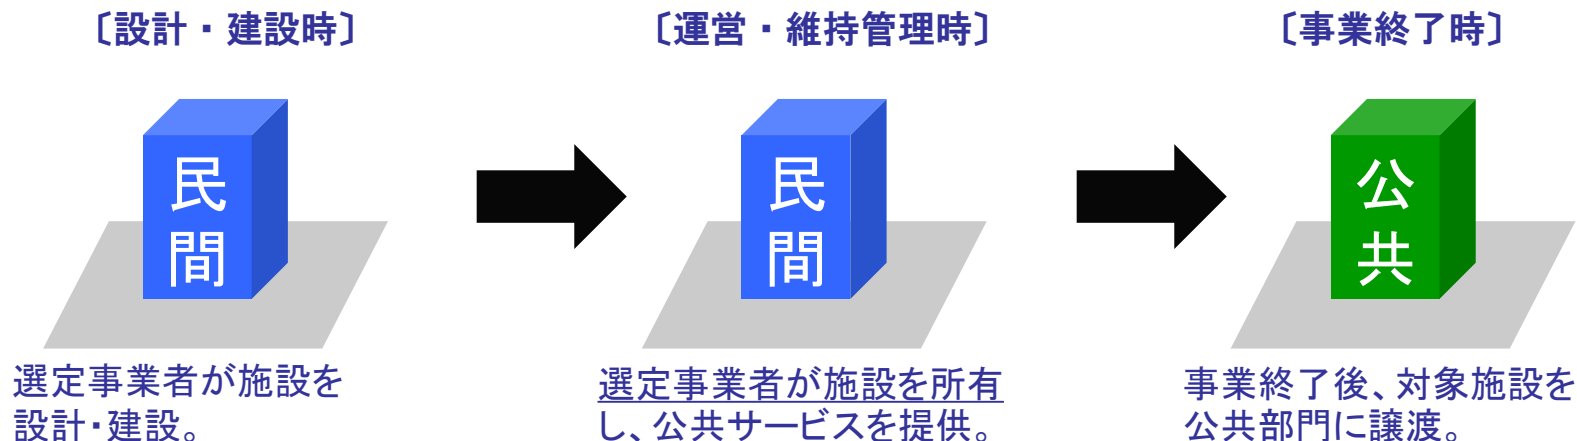 〔設計・建設時〕
民間
選定事業者が施設を
設計・建設。
〔運営・維持管理時〕
民間
選定事業者が施設を所有
し、公共サービスを提供。
〔事業終了時〕
公共
事業終了後、対象施設を
公共部門に譲渡。